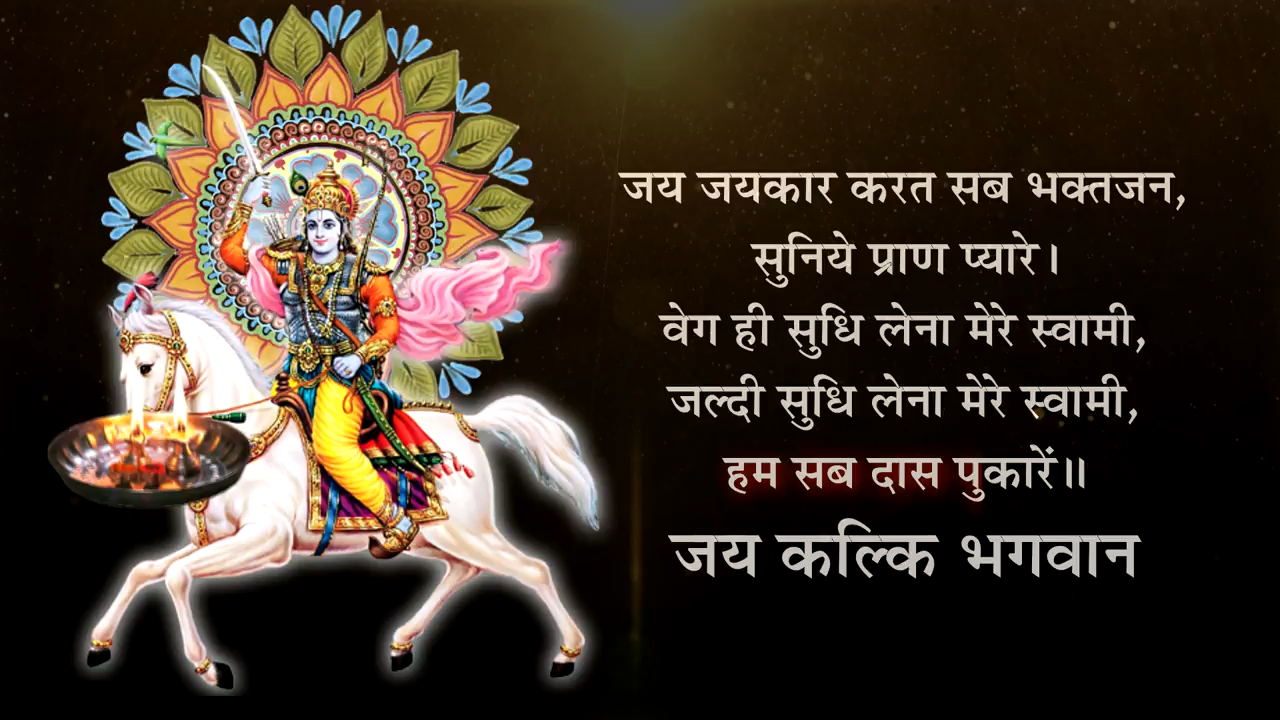 जय जयकार करत सब भक्तजन,
सुनिये प्राण प्यारे।
वेग ही सुधि लेना मेरे स्वामी,
जल्दी सुधि लेना मेरे स्वामी,
हम सब दास पुकारें॥
जय कल्कि भगवान